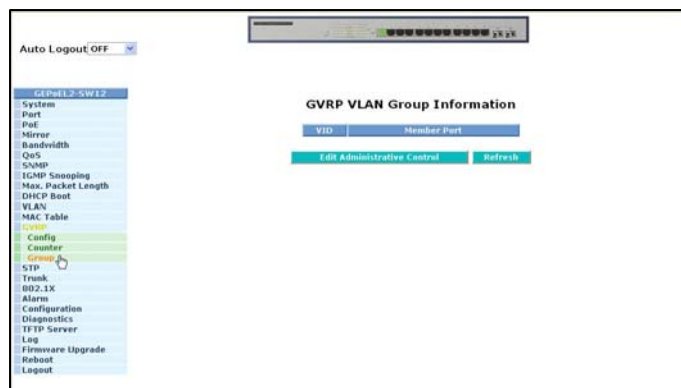 Auto Logout OFF
GEPoEL2-SW12
System
Port
PoE
Mirror
Bandwidth
QoS
SNMP
IGMP Snooping
Max. Packet Length
DHCP Boot
VLAN
MAC Table
GVRP
Config
Counter
Group
STP
Trunk
802.1X
Alarm
Configuration
Diagnostics
TFTP Server
Log
Firmware Upgrade
Reboot
Logout
GVRP VLAN Group Information
VID Member Port
Edit Administrative Control Refresh